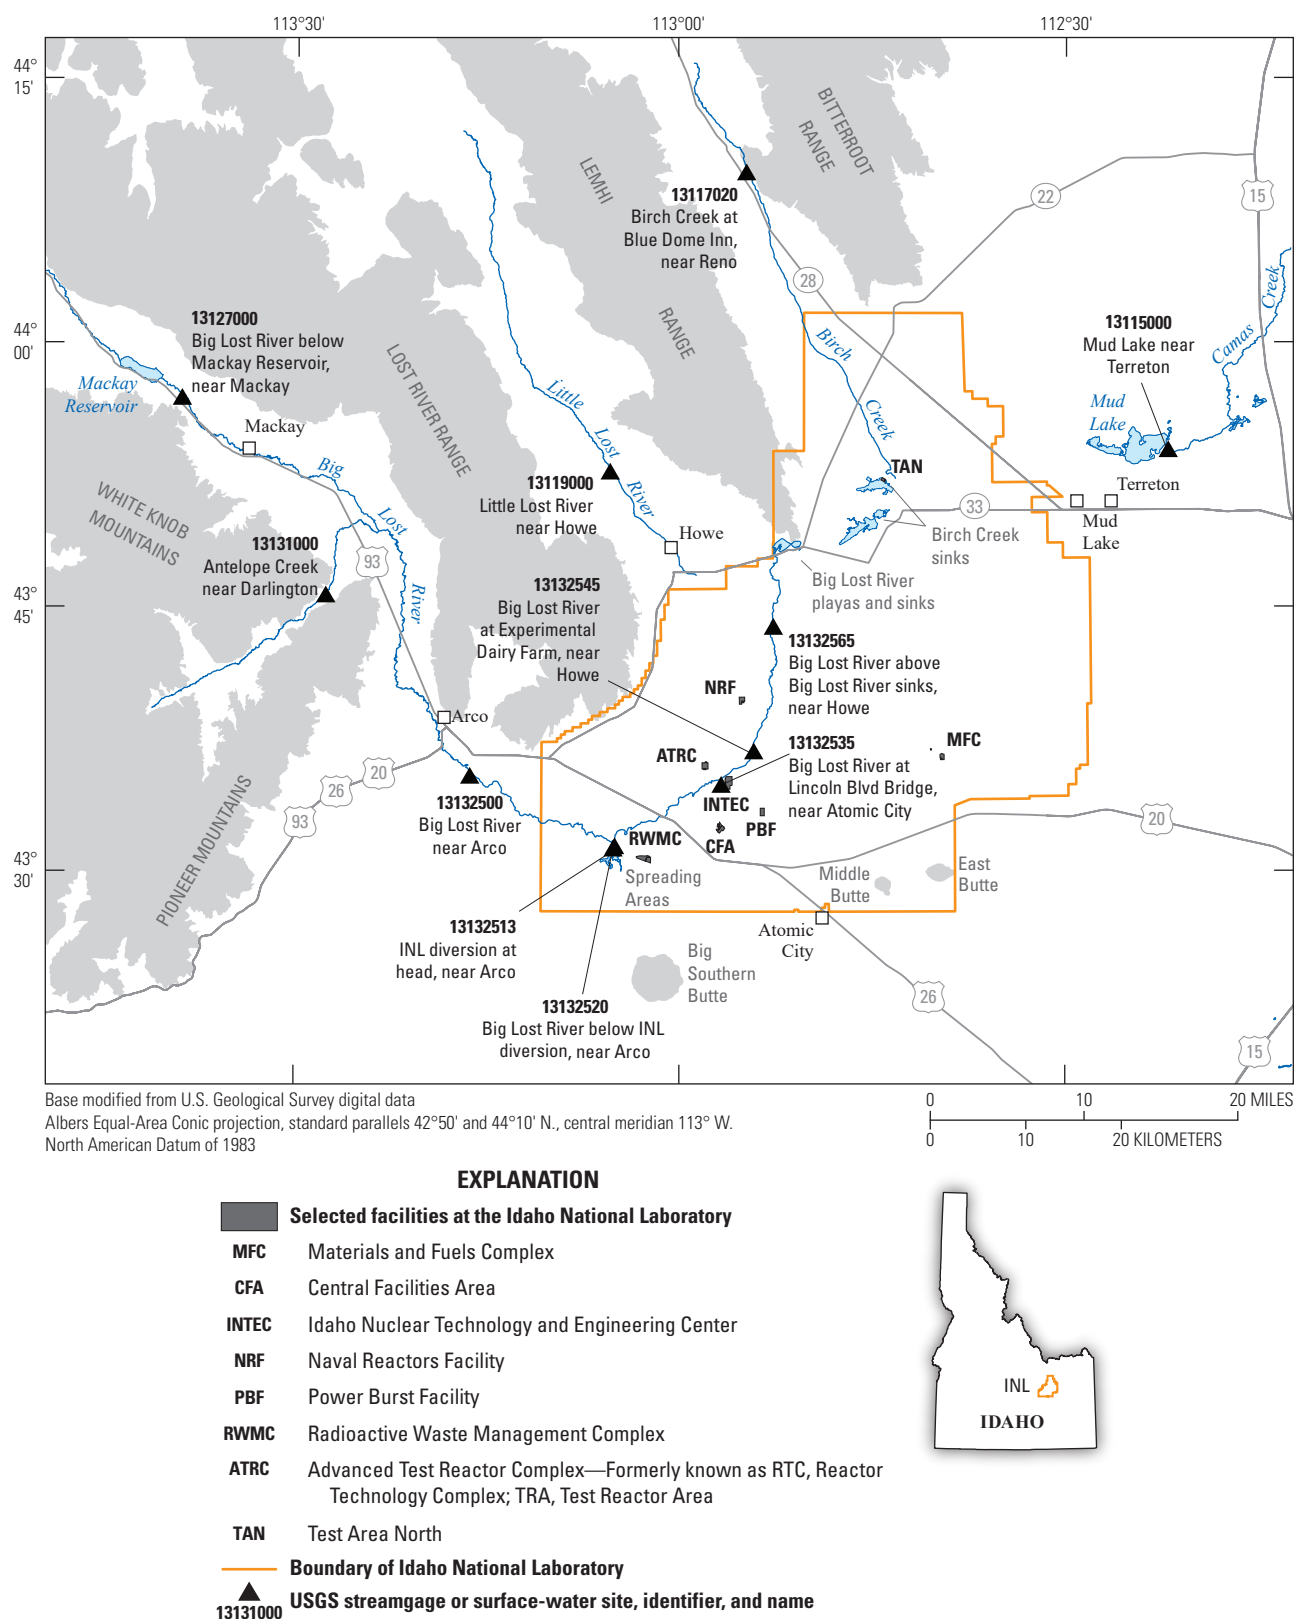 113°30'
113°00'
112°30'
44°
15'
BITTERROOT
RANGE
LEMHI
RANGE
22
15
13117020
Birch Creek at
Blue Dome Inn,
near Reno
28
Camas
Creek
44°
00'
13127000
Big Lost River below
Mackay Reservoir,
near Mackay
13115000
Mud Lake near
Terreton
Birch
Creek
LOST RIVER RANGE
Mackay
Reservoir
Little
Lost
River
Mud
Lake
Mackay
Big
Lost
River
TAN
13119000
Little Lost River
near Howe
Terreton
WHITE KNOB
MOUNTAINS
33
Mud
Lake
Howe
Birch Creek
sinks
13131000
Antelope Creek
near Darlington
93
13132545
Big Lost River
at Experimental
Dairy Farm, near
Howe
Big Lost River
playas and sinks
43°
45'
13132565
Big Lost River above
Big Lost River sinks,
near Howe
NRF
Arco
ATRC
13132535
Big Lost River at
Lincoln Blvd Bridge,
near Atomic City
MFC
20
26
93
13132500
Big Lost River
near Arco
INTEC
PBF
CFA
20
PIONEER MOUNTAINS
43°
30'
RWMC
Spreading
Areas
Middle
Butte
East
Butte
13132513
INL diversion at
head, near Arco
Atomic
City
Big
Southern
Butte
26
13132520
Big Lost River below INL
diversion, near Arco
15
Base modified from U.S. Geological Survey digital data
Albers Equal-Area Conic projection, standard parallels 42°50' and 44°10' N., central meridian 113° W.
North American Datum of 1983
0 10 20 MILES
0 10 20 KILOMETERS
EXPLANATION
Selected facilities at the Idaho National Laboratory
MFC Materials and Fuels Complex
CFA Central Facilities Area
INTEC Idaho Nuclear Technology and Engineering Center
NRF Naval Reactors Facility
PBF Power Burst Facility
RWMC Radioactive Waste Management Complex
ATRC Advanced Test Reactor Complex—Formerly known as RTC, Reactor
Technology Complex; TRA, Test Reactor Area
TAN Test Area North
Boundary of Idaho National Laboratory
USGS streamgage or surface-water site, identifier, and name
13131000
INL
IDAHO